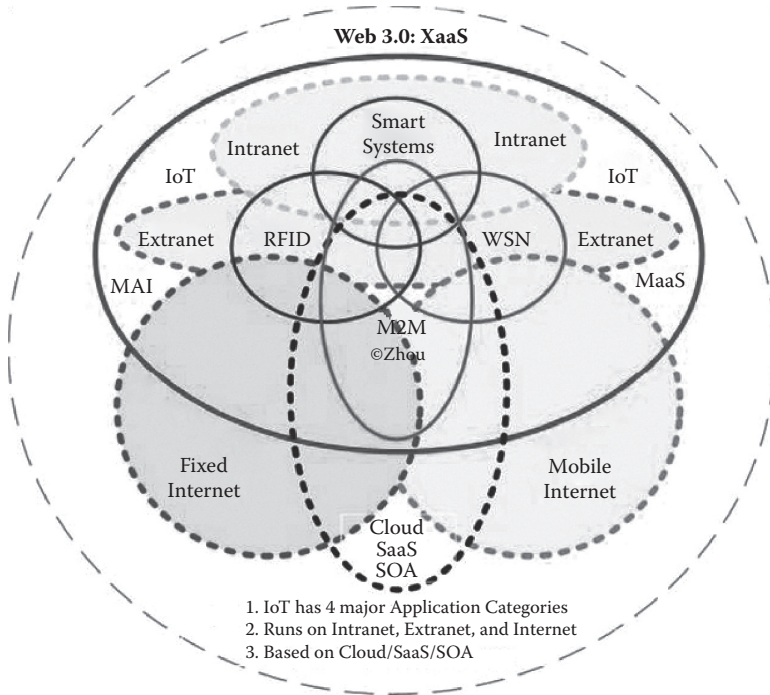 Web 3.0: XaaS
Smart
Systems
Intranet
Intranet
IoT
IoT
Extranet
RFID
WSN
Extranet
MAI
MaaS
M2M
©Zhou
Fixed
Internet
Mobile
Internet
Cloud
SaaS
SOA
1. IoT has 4 major Application Categories
2. Runs on Intranet, Extranet, and Internet
3. Based on Cloud/SaaS/SOA